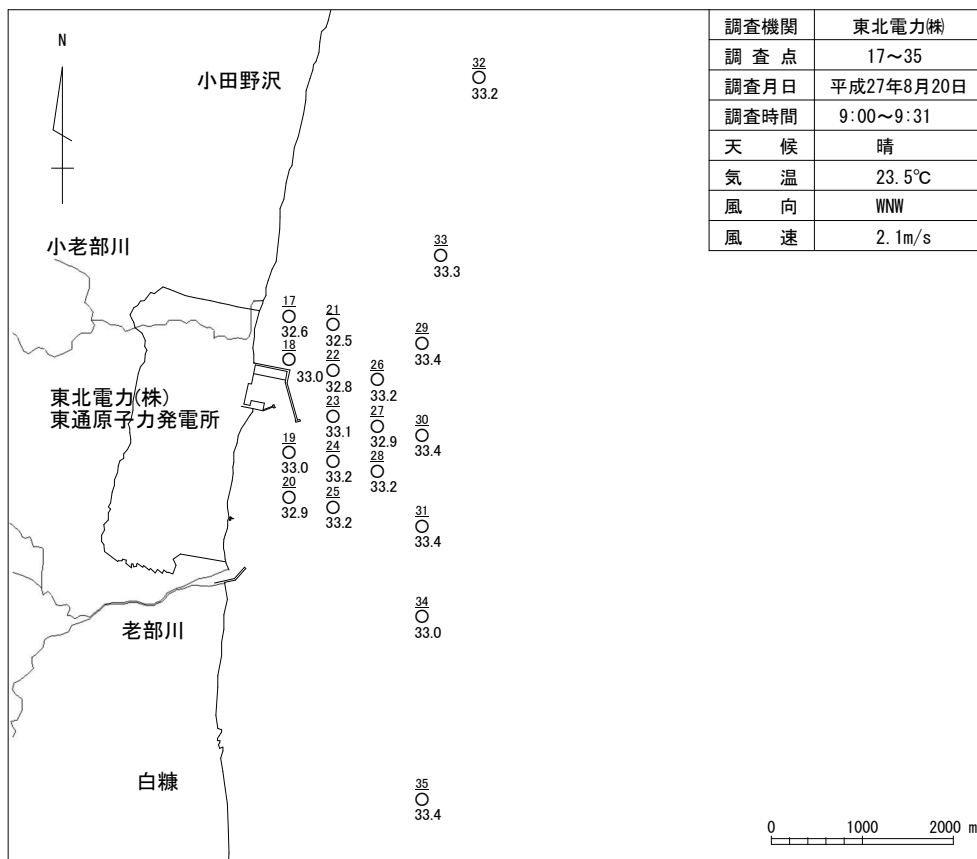 調査機関 東北電力㈱
調査点 17～35
調査月日 平成27年8月20日
調査時間 9:00～9:31
天候 晴
気温 23.5℃
風向 WNW
風速 2.1m/s
N
小田野沢
32
33.2
小老部川
33
33.3
17
32.6
21
32.5
29
33.4
18
33.0
22
32.8
26
33.2
東北電力(株)
東通原子力発電所
23
33.1
27
32.9
30
33.4
19
33.0
24
33.2
28
33.2
20
32.9
25
33.2
31
33.4
34
33.0
老部川
白糠
35
33.4
0 1000 2000 m